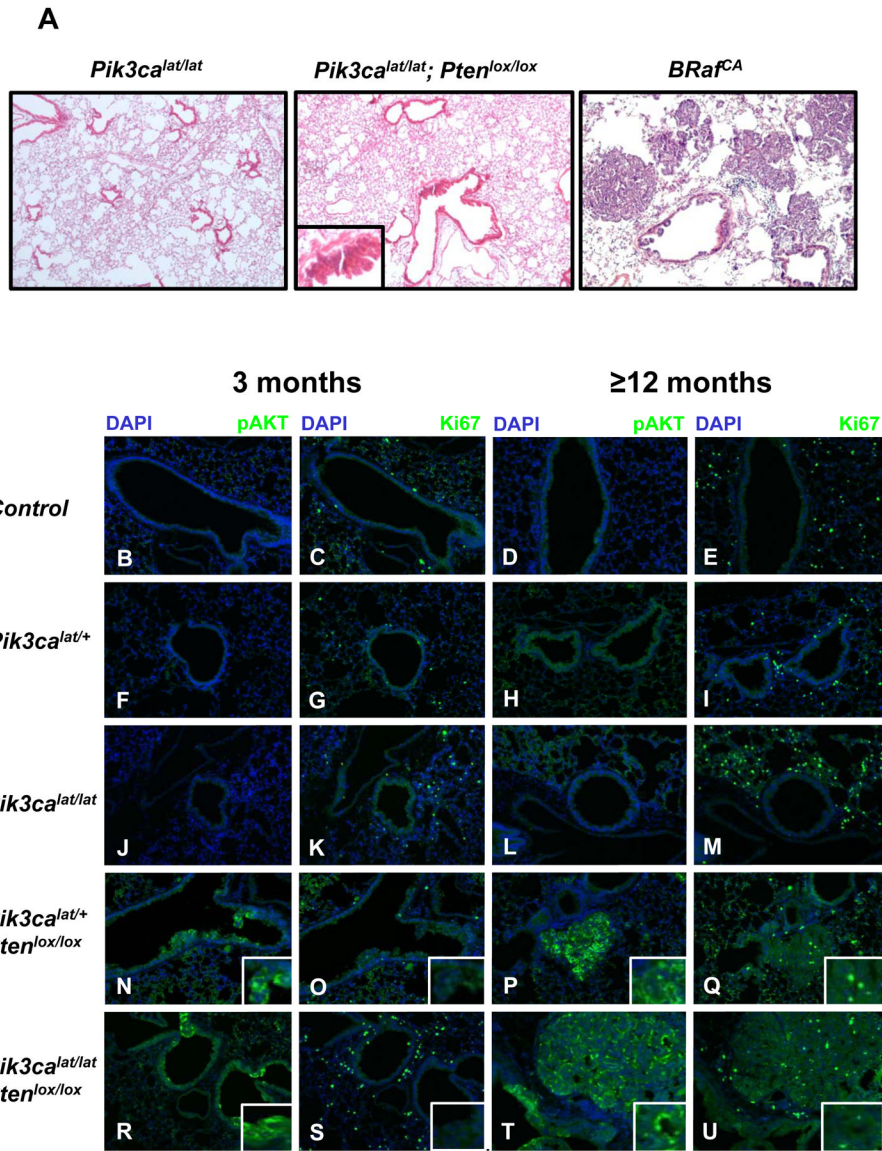 A
Pik3ca^lat/lat Pik3ca^lat/lat; Pten^lox/lox BRaf^CA
3 months ≥12 months
DAPI pAKT DAPI Ki67 DAPI pAKT DAPI Ki67
Control
B C D E
Pik3ca^lat/+
F G H I
ik3ca^lat/lat
J K L M
ik3ca^lat/+
ten^lox/lox
N O P Q
ik3ca^lat/lat
ten^lox/lox
R S T U